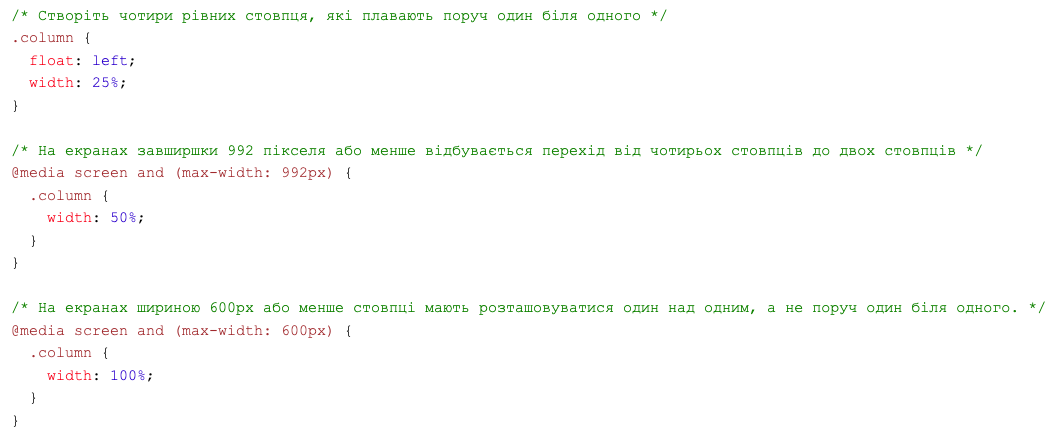 /* Створіть чотири рівних стовпця, які плавають поруч один біля одного */
.column {
  float: left;
  width: 25%;
}

/* На екранах завширшки 992 пікселя або менше відбувається перехід від чотирьох стовпців до двох стовпців */
@media screen and (max-width: 992px) {
  .column {
    width: 50%;
  }
}

/* На екранах шириною 600px або менше стовпці мають розташовуватися один над одним, а не поруч один біля одного. */
@media screen and (max-width: 600px) {
  .column {
    width: 100%;
  }
}